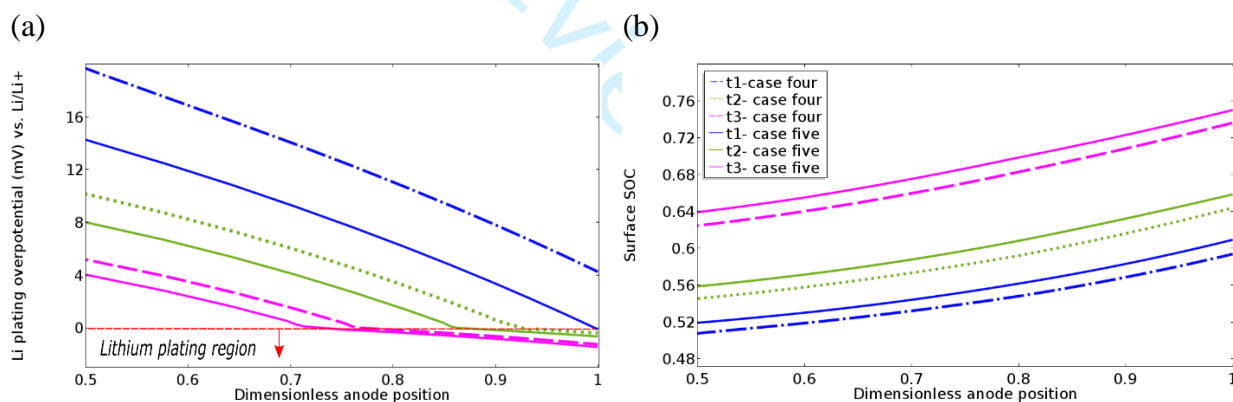 (a)
(b)
Li plating overpotential (mV) vs. Li/Li+
16
12
8
4
0
Lithium plating region
0.5
0.6
0.7
0.8
0.9
1
Dimensionless anode position
Surface SOC
0.76
0.72
0.68
0.64
0.6
0.56
0.52
0.48
t1-case four
t2- case four
t3- case four
t1- case five
t2- case five
t3- case five
0.5
0.6
0.7
0.8
0.9
1
Dimensionless anode position